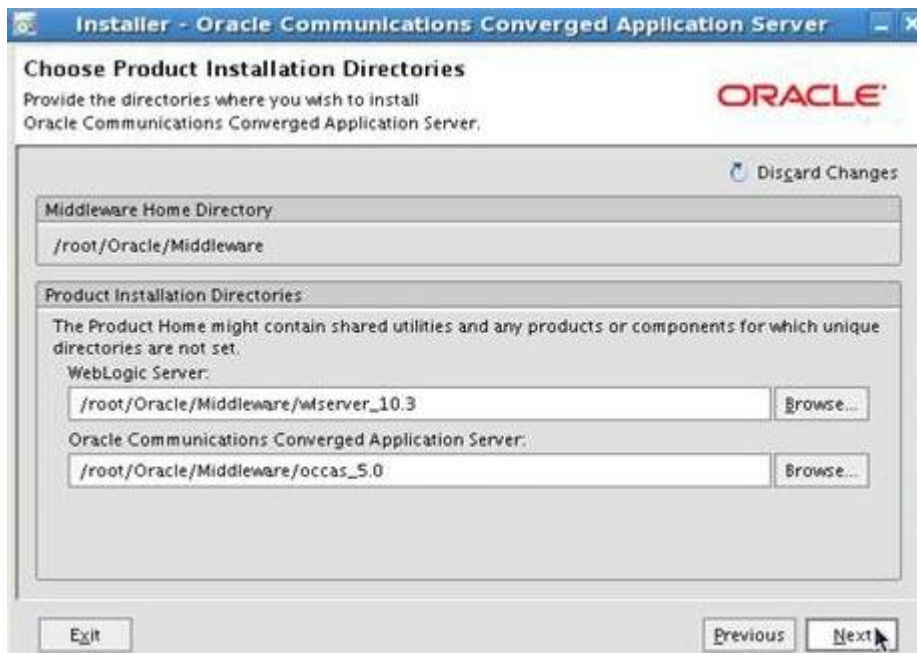 Installer - Oracle Communications Converged Application Server
Choose Product Installation Directories
Provide the directories where you wish to install
Oracle Communications Converged Application Server.
ORACLE
Discard Changes
Middleware Home Directory
/root/Oracle/Middleware
Product Installation Directories
The Product Home might contain shared utilities and any products or components for which unique
directories are not set.
WebLogic Server:
/root/Oracle/Middleware/wlserver_10.3
Browse...
Oracle Communications Converged Application Server:
/root/Oracle/Middleware/occas_5.0
Browse...
Exit
Previous
Next